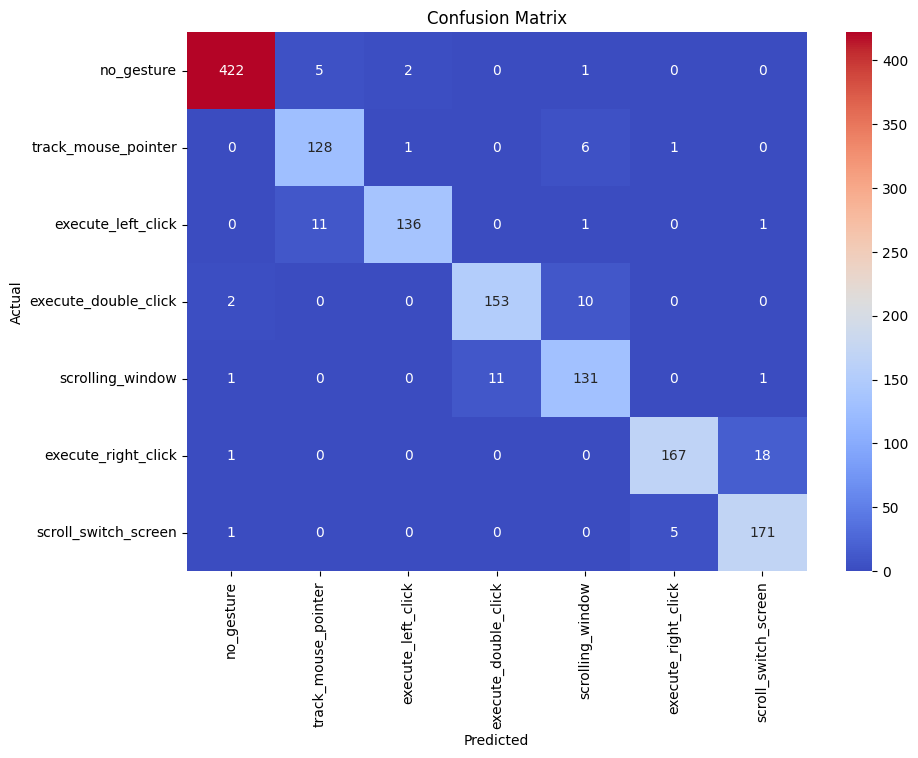 Confusion Matrix
Actual
no_gesture 422 5 2 0 1 0 0
track_mouse_pointer 0 128 1 0 6 1 0
execute_left_click 0 11 136 0 1 0 1
execute_double_click 2 0 0 153 10 0 0
scrolling_window 1 0 0 11 131 0 1
execute_right_click 1 0 0 0 0 167 18
scroll_switch_screen 1 0 0 0 0 5 171
no_gesture
track_mouse_pointer
execute_left_click
execute_double_click
scrolling_window
execute_right_click
scroll_switch_screen
Predicted
400
350
300
250
200
150
100
50
0